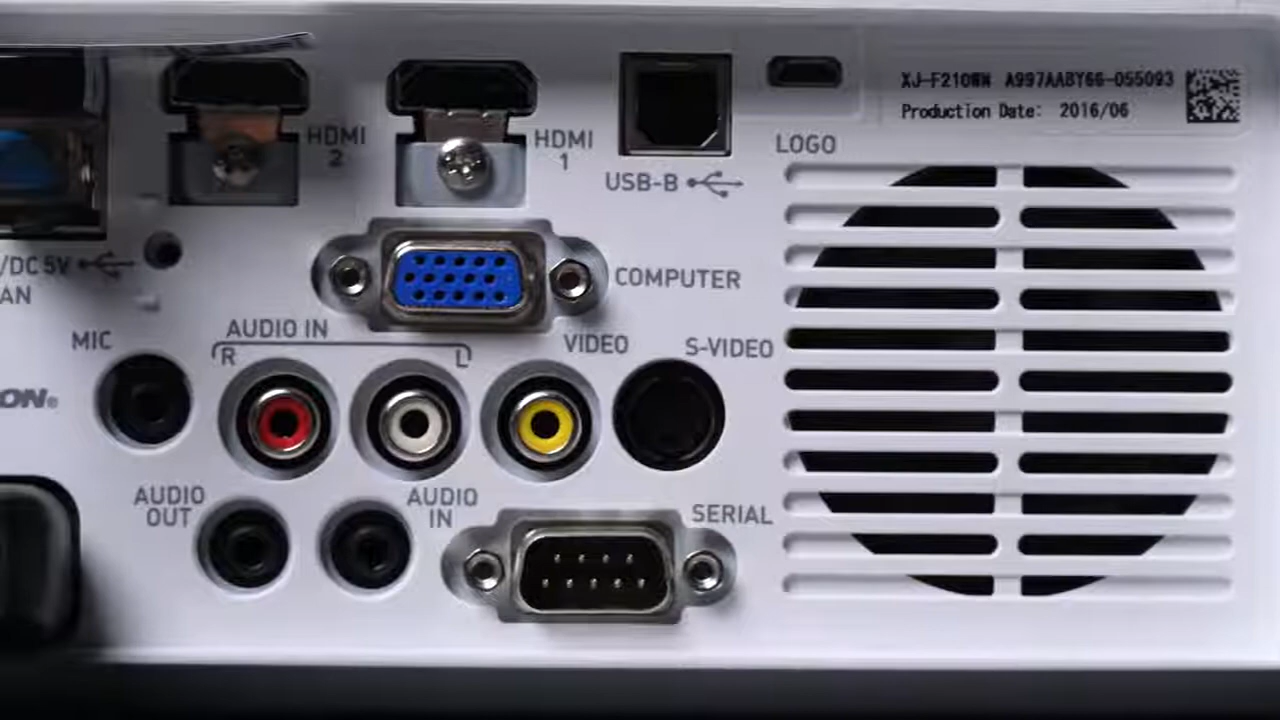 XJ-F210WN A997AABY66-055093
Production Date: 2016/06
HDMI
2
HDMI
1
LOGO
USB-B
/DC 5V
AN
COMPUTER
MIC
AUDIO IN
R
L
VIDEO
S-VIDEO
ON®
AUDIO
OUT
AUDIO
IN
SERIAL